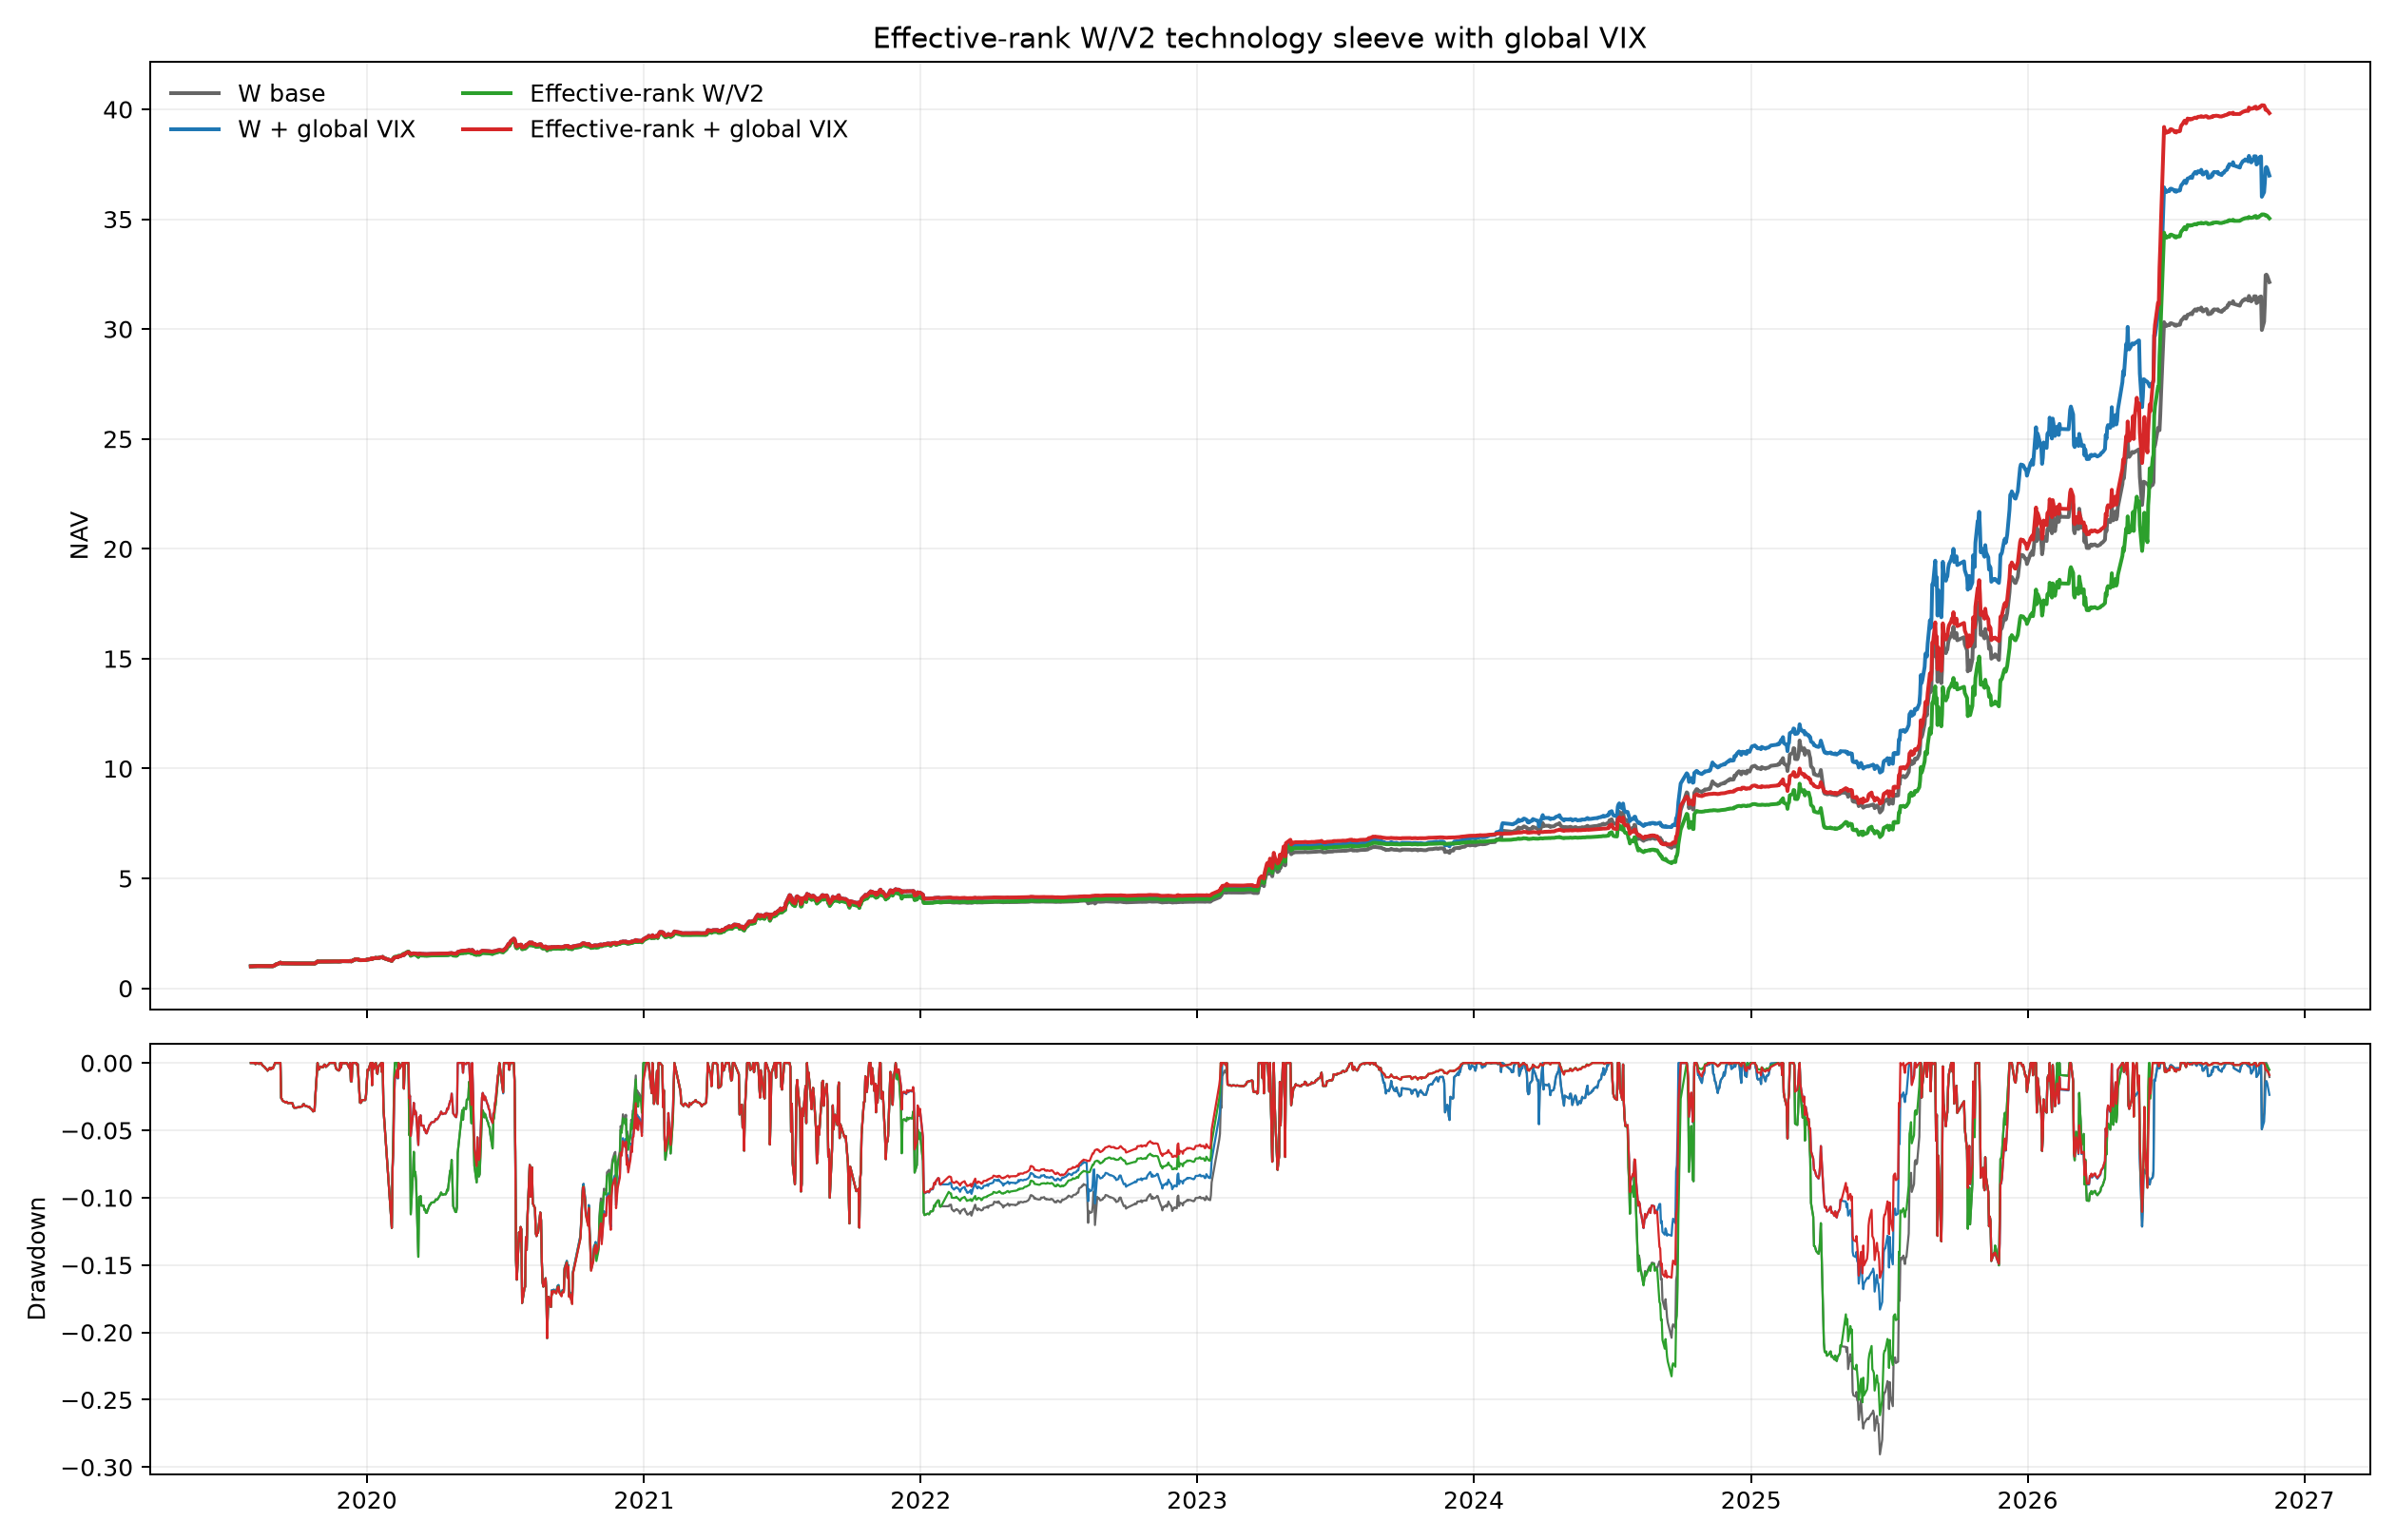 Effective-rank W/V2 technology sleeve with global VIX
W base
W + global VIX
Effective-rank W/V2
Effective-rank + global VIX
NAV
40
35
30
25
20
15
10
5
0
Drawdown
0.00
−0.05
−0.10
−0.15
−0.20
−0.25
−0.30
2020 2021 2022 2023 2024 2025 2026 2027